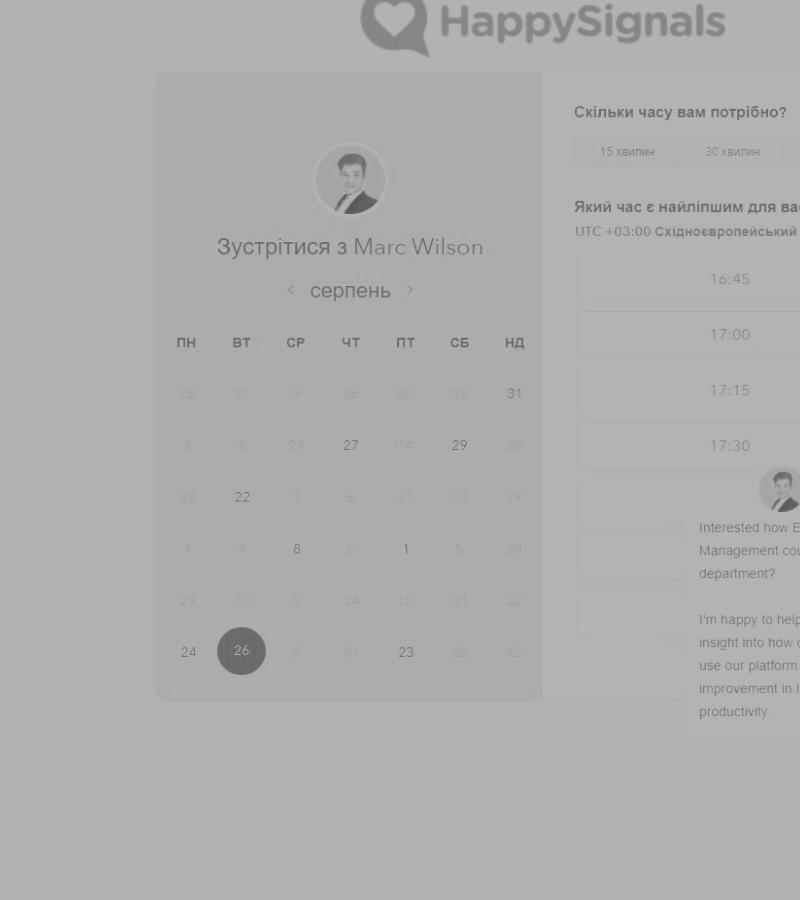 HappySignals
Зустрітися з Marc Wilson
серпень
ПН ВТ СР ЧТ ПТ СБ НД
28 27 9 26 20 18 31
6 8 29 27 14 29 28
24 22 1 6 21 13 29
4 4 8 5 1 5 30
29 30 5 24 12 31 22
24 26 5 31 23 22 12
Скільки часу вам потрібно?
15 хвилин 30 хвилин
Який час є найліпшим для
UTC +03:00 Східноєвропейський
16:45
17:00
17:15
17:30
Interested how
Management
department?
I'm happy to help
insight into how
use our platform
improvement in
productivity.